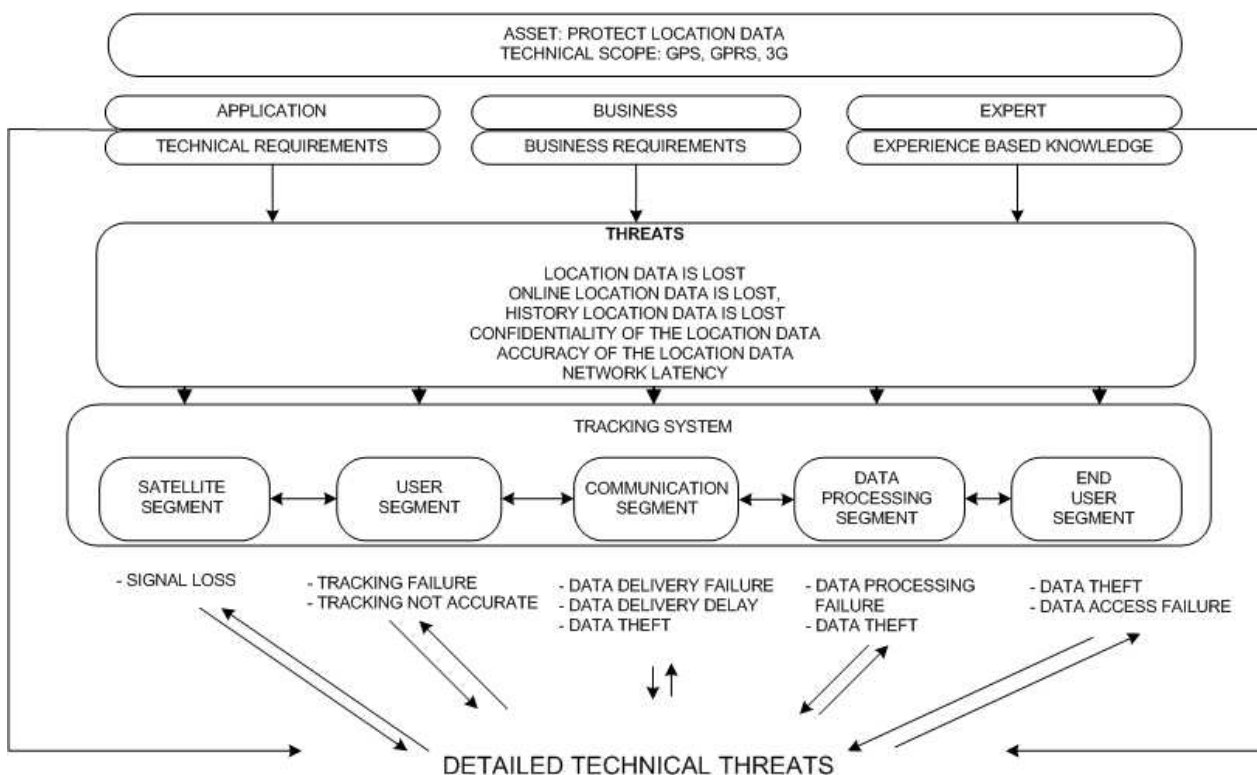 ASSET: PROTECT LOCATION DATA
TECHNICAL SCOPE: GPS, GPRS, 3G
APPLICATION
TECHNICAL REQUIREMENTS
BUSINESS
BUSINESS REQUIREMENTS
EXPERT
EXPERIENCE BASED KNOWLEDGE
THREATS
LOCATION DATA IS LOST
ONLINE LOCATION DATA IS LOST,
HISTORY LOCATION DATA IS LOST
CONFIDENTIALITY OF THE LOCATION DATA
ACCURACY OF THE LOCATION DATA
NETWORK LATENCY
TRACKING SYSTEM
SATELLITE
SEGMENT
USER
SEGMENT
COMMUNICATION
SEGMENT
DATA
PROCESSING
SEGMENT
END
USER
SEGMENT
- SIGNAL LOSS
- TRACKING FAILURE
- TRACKING NOT ACCURATE
- DATA DELIVERY FAILURE
- DATA DELIVERY DELAY
- DATA THEFT
- DATA PROCESSING
FAILURE
- DATA THEFT
- DATA THEFT
- DATA ACCESS FAILURE
DETAILED TECHNICAL THREATS